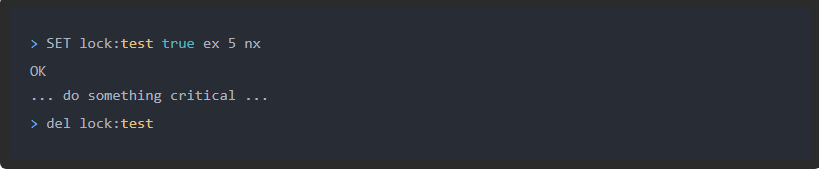 > SET lock:test true ex 5 nx
OK
... do something critical ...
> del lock:test